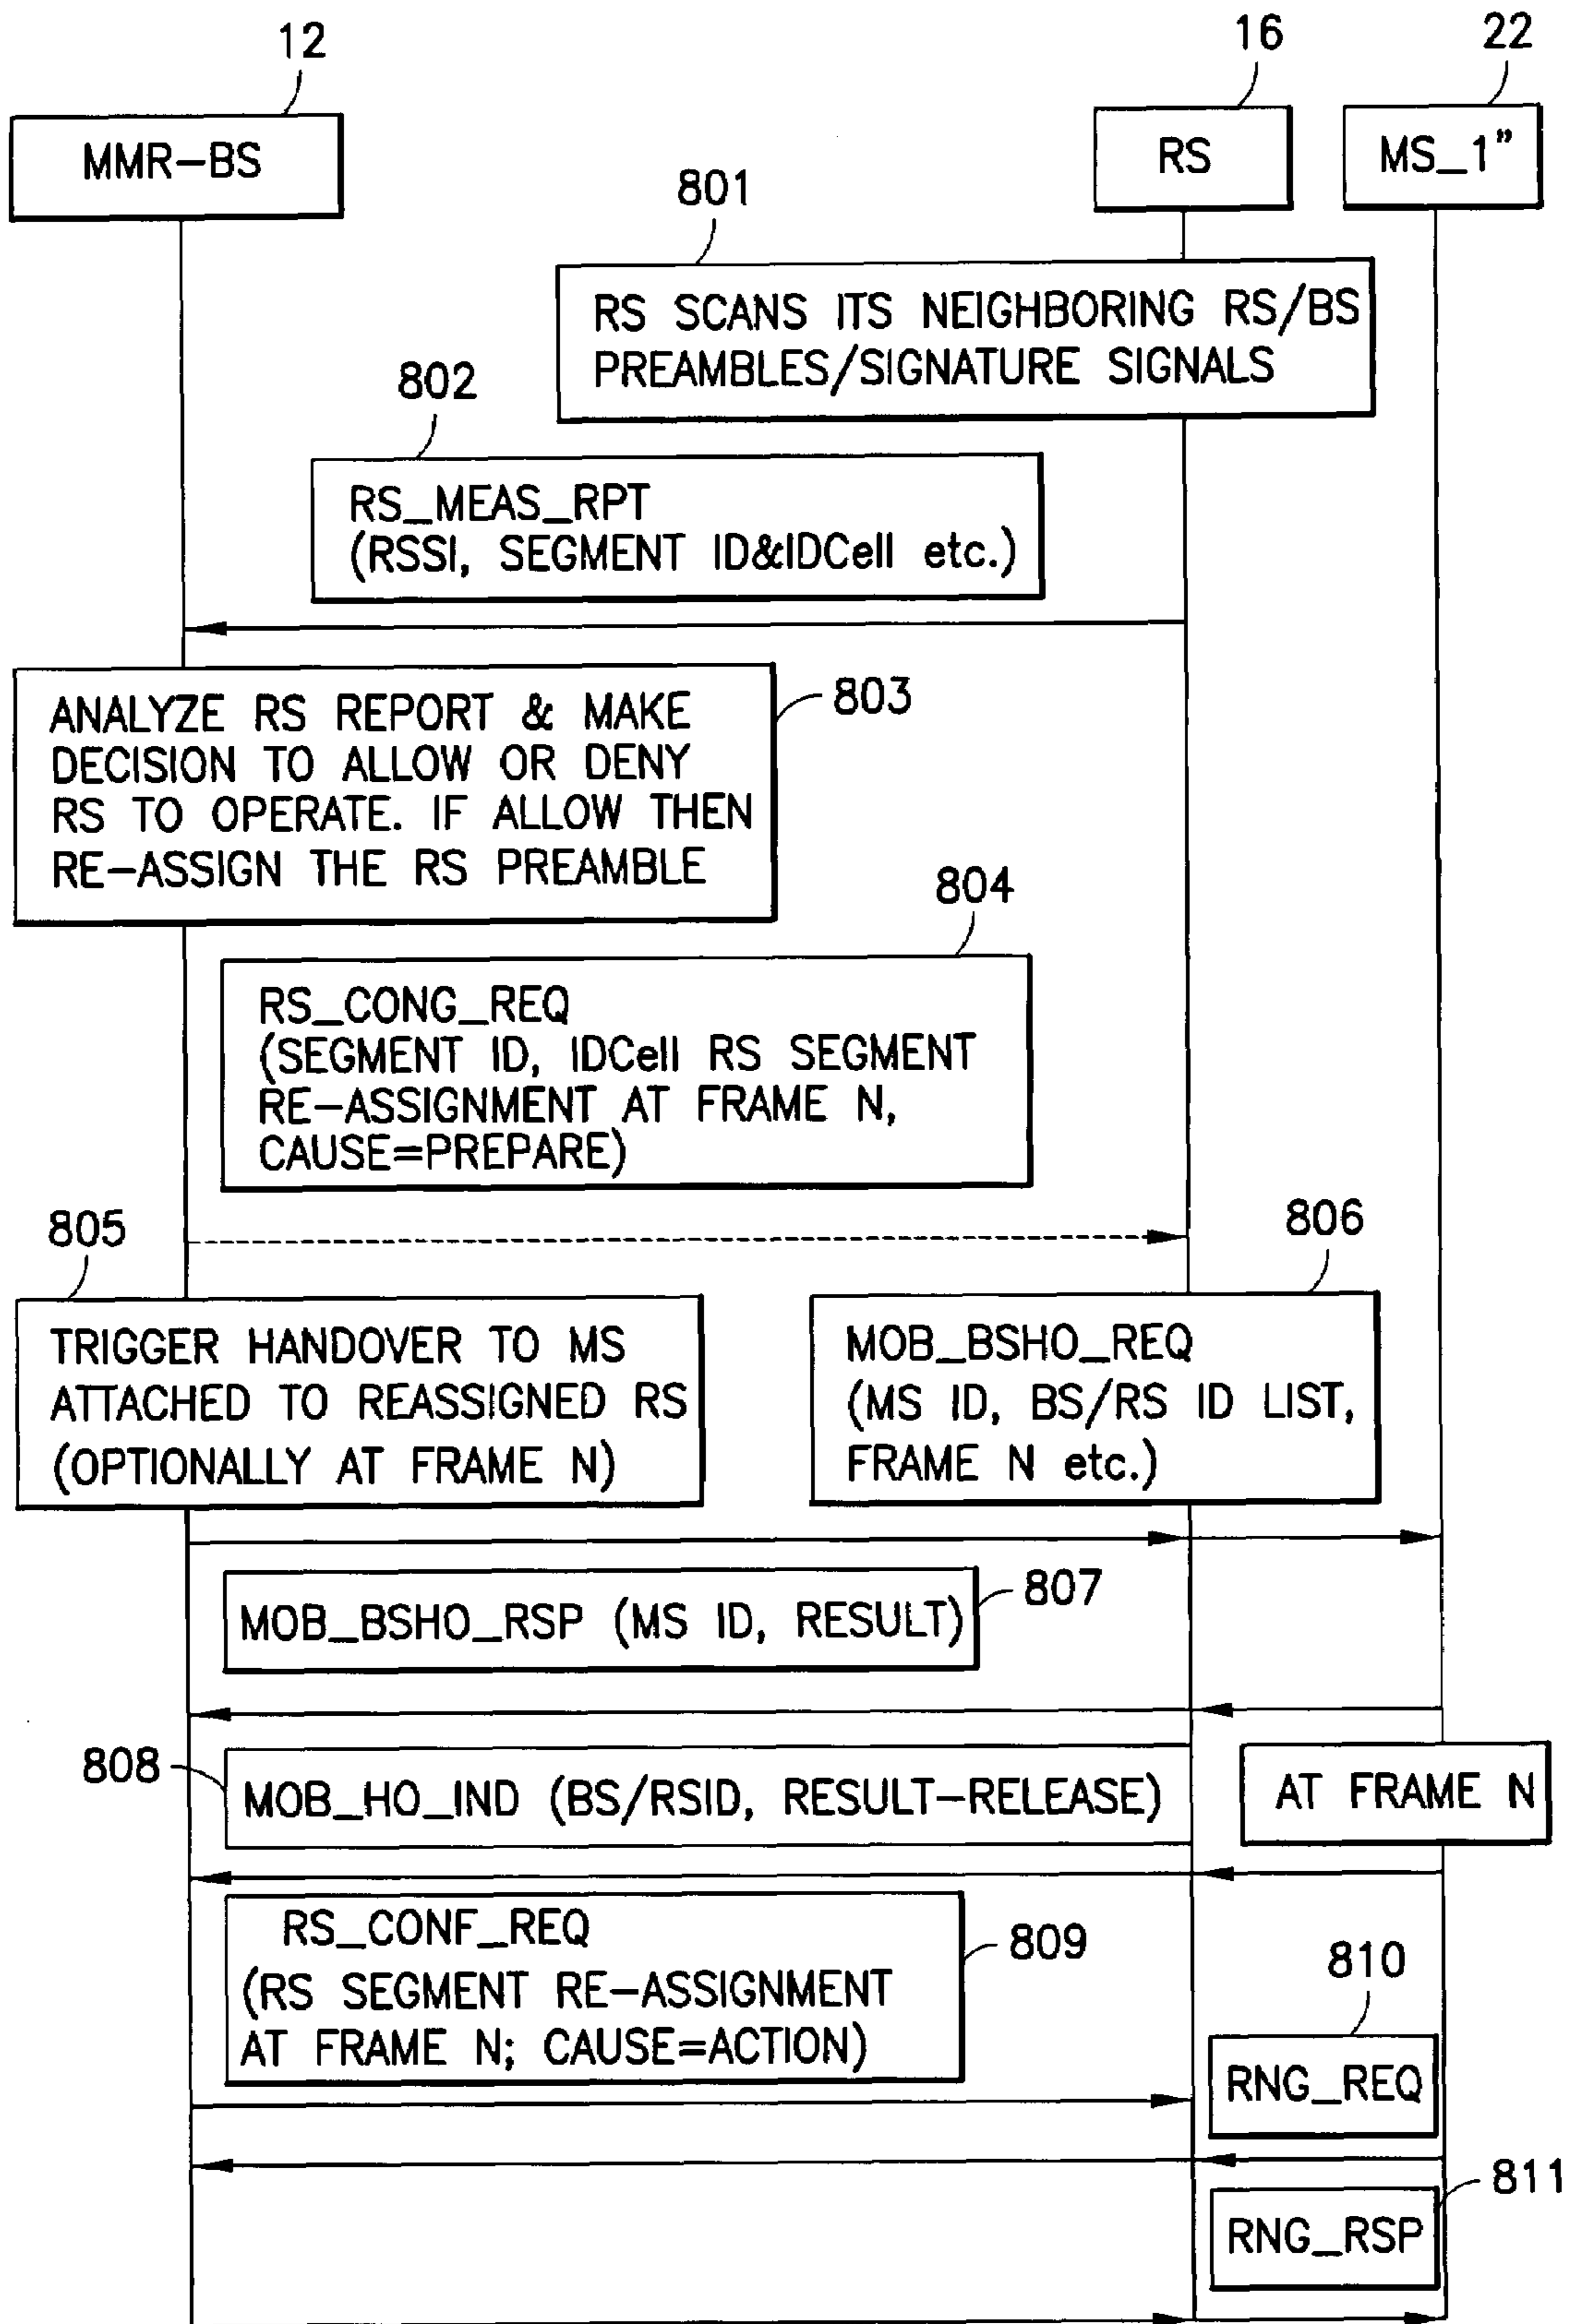 12
16
22
MMR-BS
RS
MS_1”
801
RS SCANS ITS NEIGHBORING RS/BS
PREAMBLES/SIGNATURE SIGNALS
802
RS_MEAS_RPT
(RSSI, SEGMENT ID&IDCell etc.)
803
ANALYZE RS REPORT & MAKE
DECISION TO ALLOW OR DENY
RS TO OPERATE. IF ALLOW THEN
RE-ASSIGN THE RS PREAMBLE
804
RS_CONG_REQ
(SEGMENT ID, IDCell RS SEGMENT
RE-ASSIGNMENT AT FRAME N,
CAUSE=PREPARE)
805
TRIGGER HANDOVER TO MS
ATTACHED TO REASSIGNED RS
(OPTIONALLY AT FRAME N)
806
MOB_BSHO_REQ
(MS ID, BS/RS ID LIST,
FRAME N etc.)
807
MOB_BSHO_RSP (MS ID, RESULT)
808
MOB_HO_IND (BS/RSID, RESULT-RELEASE)
AT FRAME N
809
RS_CONF_REQ
(RS SEGMENT RE-ASSIGNMENT
AT FRAME N; CAUSE=ACTION)
810
RNG_REQ
811
RNG_RSP